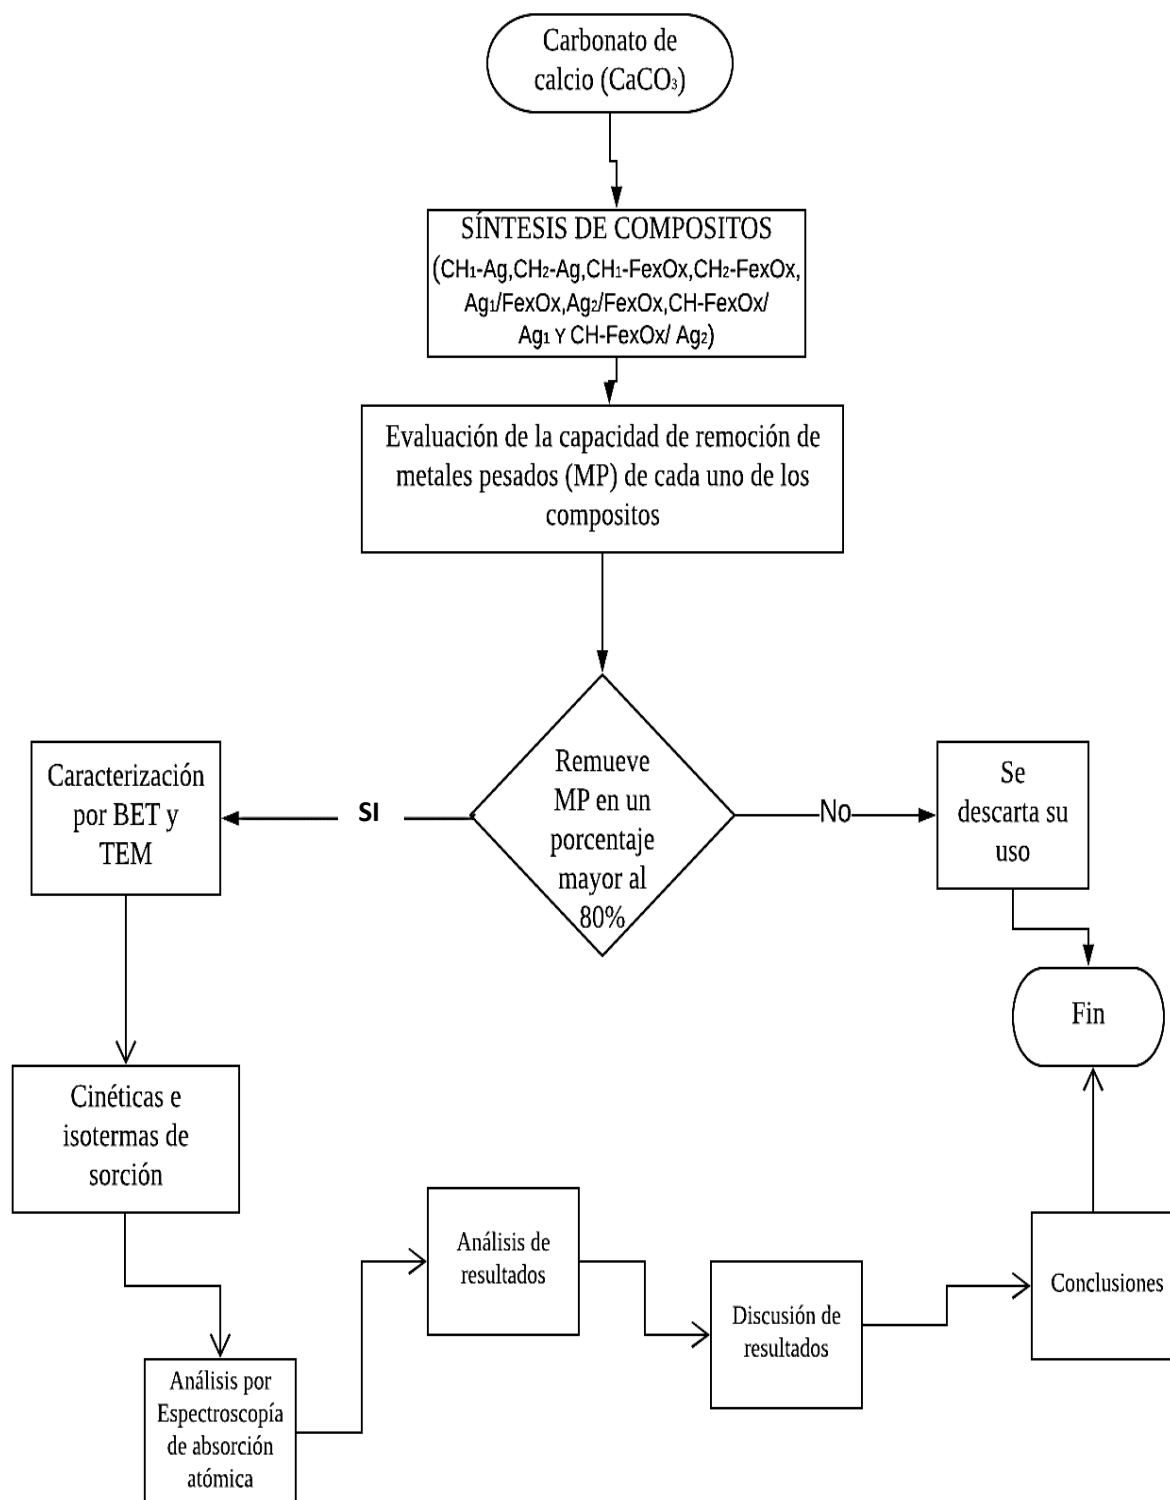 Carbonato de
calcio (CaCO₃)
SÍNTESIS DE COMPOSITOS
(CH₁-Ag,CH₂-Ag,CH₁-FexOx,CH₂-FexOx,
Ag₁/FexOx,Ag₂/FexOx,CH-FexOx/
Ag₁ Y CH-FexOx/ Ag₂)
Evaluación de la capacidad de remoción de
metales pesados (MP) de cada uno de los
compositos
Remueve
MP en un
porcentaje
mayor al
80%
SI
No
Caracterización
por BET y
TEM
Se
descarta su
uso
Fin
Cinéticas e
isotermas de
sorción
Análisis por
Espectroscopía
de absorción
atómica
Análisis de
resultados
Discusión de
resultados
Conclusiones